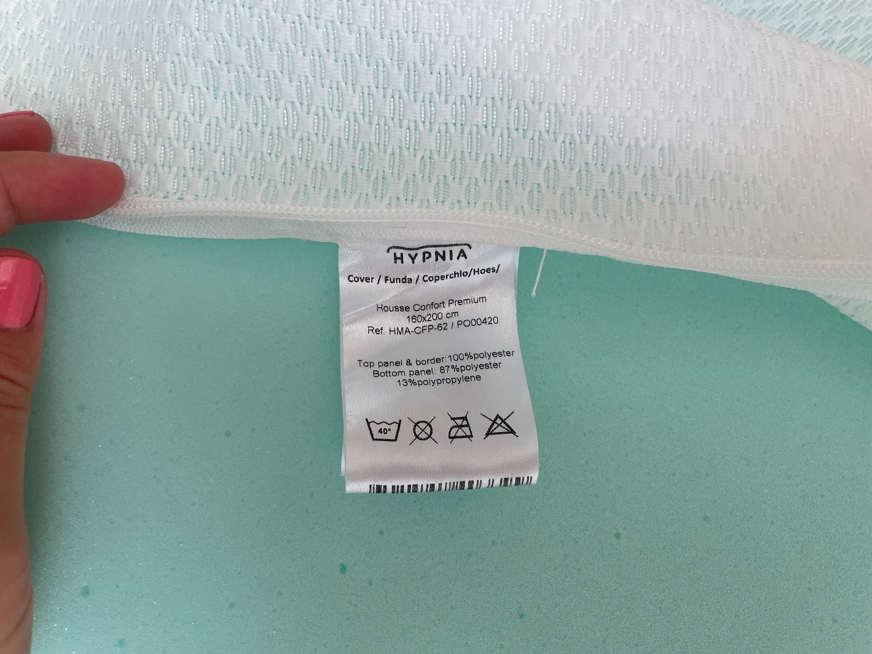 HYPNIA
Cover / Funda / Coperchio/Hoes/
Housse Confort Premium
160x200 cm
Ref. HMA-CFP-62 / PO00420
Top panel & border:100%polyester
Bottom panel: 87%polyester
13%polypropylene
40°